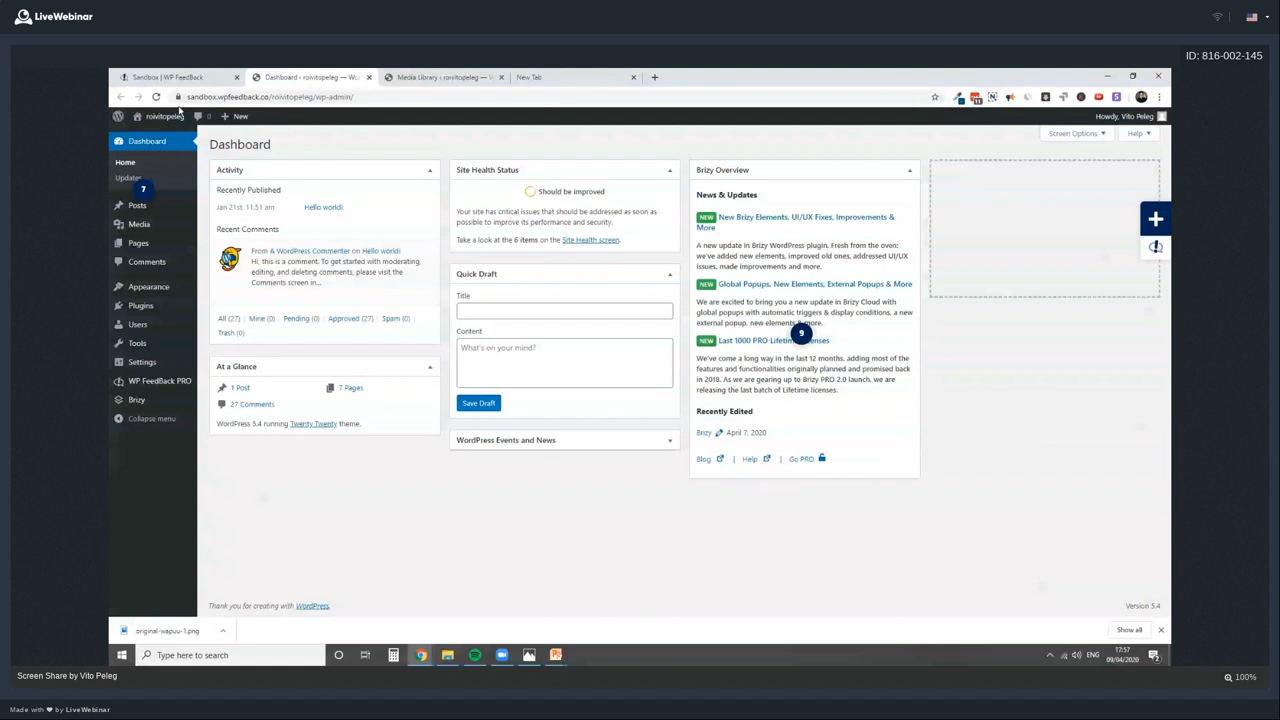 LiveWebinar
ID: 816-002-145
Sandbox | WP FeedBack
Dashboard ‹ roivitopeleg — Wo
Media Library ‹ roivitopeleg — W
New Tab
sandbox.wpfeedback.co/roivitopeleg/wp-admin/
roivitopeleg
0
New
Howdy, Vito Peleg
Dashboard
Home
Updates
7
Posts
Media
Pages
Comments
Appearance
Plugins
Users
Tools
Settings
WP FeedBack PRO
Brizy
Collapse menu
Dashboard
Screen Options
Help
Activity
Recently Published
Jan 21st, 11:51 am
Hello world!
Recent Comments
From A WordPress Commenter on Hello world!
Hi, this is a comment. To get started with moderating,
editing, and deleting comments, please visit the
Comments screen in...
All (27) | Mine (0) | Pending (0) | Approved (27) | Spam (0) |
Trash (0)
At a Glance
1 Post
7 Pages
27 Comments
WordPress 5.4 running Twenty Twenty theme.
Site Health Status
Should be improved
Your site has critical issues that should be addressed as soon
as possible to improve its performance and security.
Take a look at the 6 items on the Site Health screen.
Quick Draft
Title
Content
What's on your mind?
Save Draft
WordPress Events and News
Brizy Overview
News & Updates
NEW New Brizy Elements, UI/UX Fixes, Improvements &
More
A new update in Brizy WordPress plugin. Fresh from the oven:
we've added new elements, improved old ones, addressed UI/UX
issues, made improvements and more.
NEW Global Popups, New Elements, External Popups & More
We are excited to bring you a new update in Brizy Cloud with
global popups with automatic triggers & display conditions, a new
external popup, new elements & more.
9
NEW Last 1000 PRO Lifetime Licenses
We've come a long way in the last 12 months, adding most of the
features and functionalities originally planned and promised back
in 2018. As we are gearing up to Brizy PRO 2.0 launch, we are
releasing the last batch of Lifetime licenses.
Recently Edited
Brizy April 7, 2020
Blog | Help | Go PRO
Thank you for creating with WordPress.
Version 5.4
original-wapuu-1.png
Show all
Type here to search
ENG
17:57
09/04/2020
2
Screen Share by Vito Peleg
100%
Made with ❤ by LiveWebinar